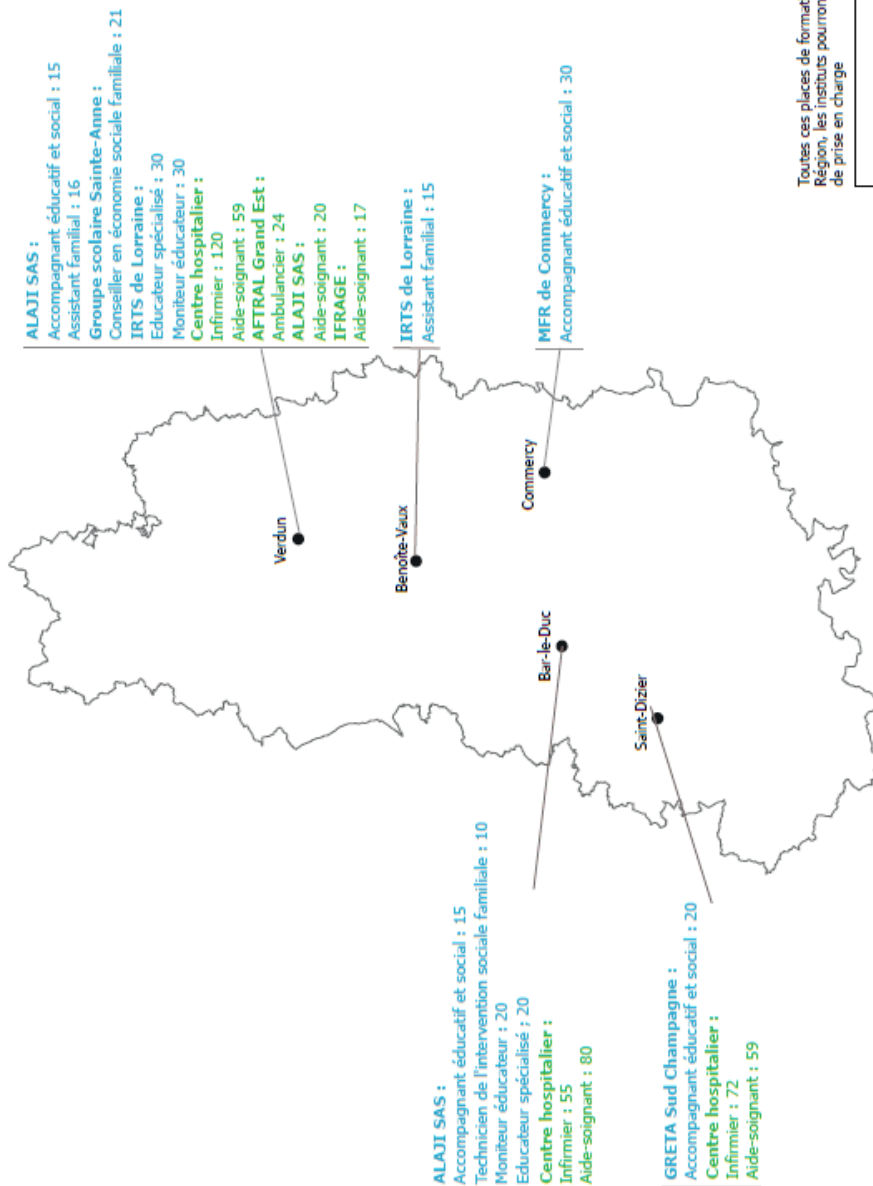 ALAJI SAS :
Accompagnant éducatif et social : 15
Assistant familial : 16
Groupe scolaire Sainte-Anne :
Conseiller en économie sociale familiale : 21
IRTS de Lorraine :
Educateur spécialisé : 30
Moniteur éducateur : 30
Centre hospitalier :
Infirmier : 120
Aide-soignant : 59
AFTRAL Grand Est :
Ambulancier : 24
ALAJI SAS :
Aide-soignant : 20
IFRAGE :
Aide-soignant : 17
Verdun
IRTS de Lorraine :
Assistant familial : 15
Benoîte-Vaux
MFR de Commercy :
Accompagnant éducatif et social : 30
Commercy
Bar-le-Duc
Saint-Dizier
ALAJI SAS :
Accompagnant éducatif et social : 15
Technicien de l'intervention sociale familiale : 10
Moniteur éducateur : 20
Educateur spécialisé ; 20
Centre hospitalier :
Infirmier : 55
Aide-soignant : 80
GRETA Sud Champagne :
Accompagnant éducatif et social : 20
Centre hospitalier :
Infirmier : 72
Aide-soignant : 59
Toutes ces places de format
Région, les instituts pourron
de prise en charge